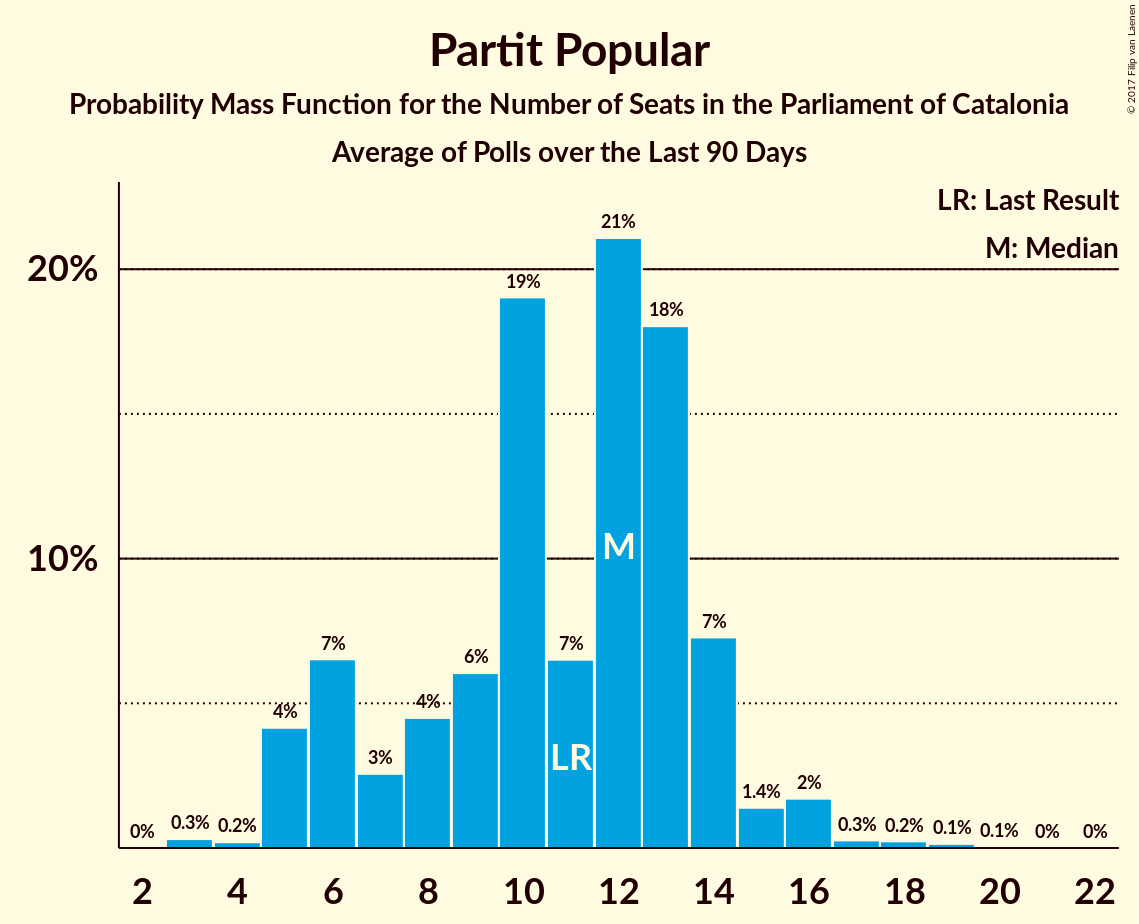 © 2017 Filip van Laenen
Partit Popular
Probability Mass Function for the Number of Seats in the Parliament of Catalonia
Average of Polls over the Last 90 Days
LR: Last Result
M: Median
20%
10%
0% 0.3% 0.2% 4% 7% 3% 4% 6% 19% 7% 21% 18% 7% 1.4% 2% 0.3% 0.2% 0.1% 0.1% 0% 0%
M
LR
2 4 6 8 10 12 14 16 18 20 22